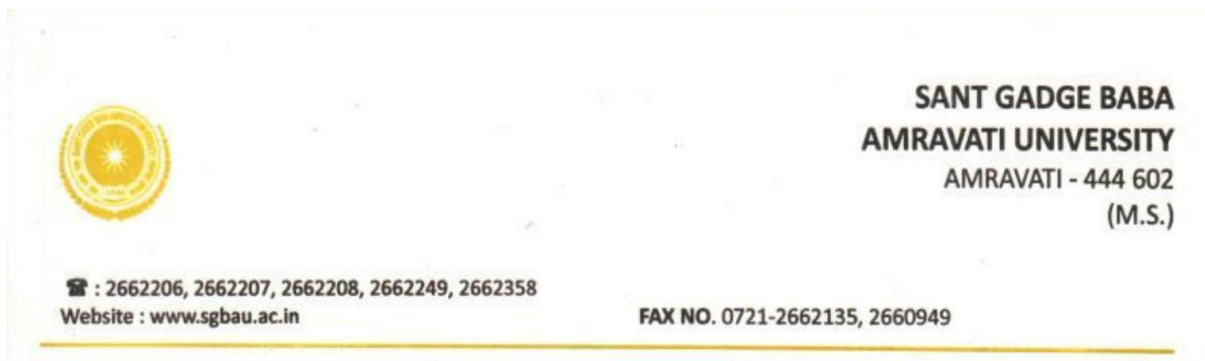 SANT GADGE BABA
AMRAVATI UNIVERSITY
AMRAVATI - 444 602
(M.S.)
☎ : 2662206, 2662207, 2662208, 2662249, 2662358
Website : www.sgbau.ac.in
FAX NO. 0721-2662135, 2660949